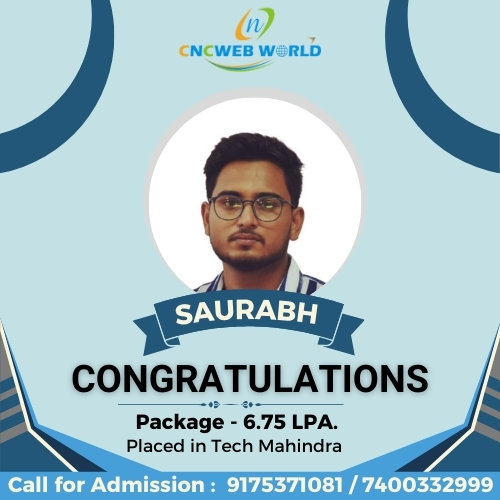 n
CNCWEB WORLD
SAURABH
CONGRATULATIONS
Package - 6.75 LPA.
Placed in Tech Mahindra
Call for Admission : 9175371081 / 7400332999